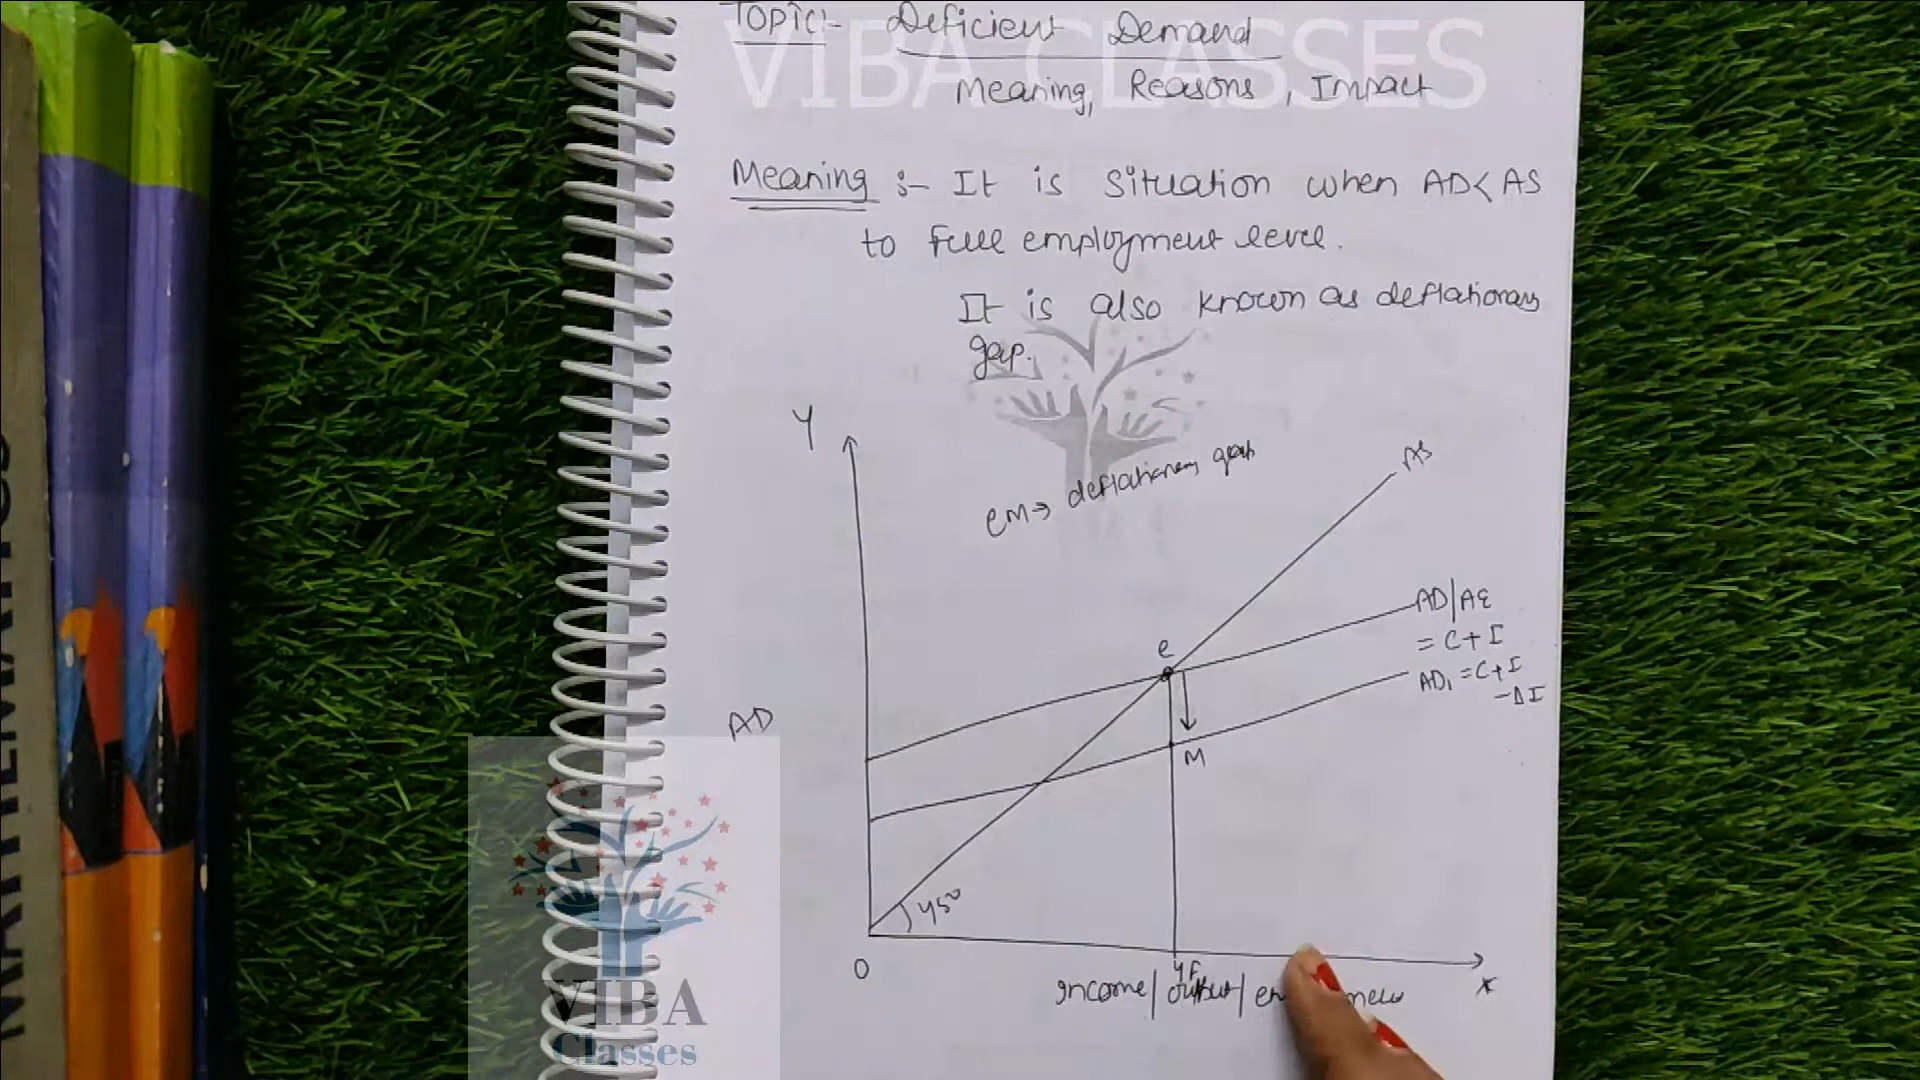 TOPIC:- Deficient Demand
Meaning, Reasons, Impact
VIBA CLASSES
Meaning :- It is situation when AD< AS
to full employment level.
It is also known as deflationary
gap.
Y
em→ deflationary gap
AS
AD/AE
= C+I
AD₁ = C+I
-ΔI
e
AD
M
45°
O
YF
Income/ output/
X
VIBA
Classes